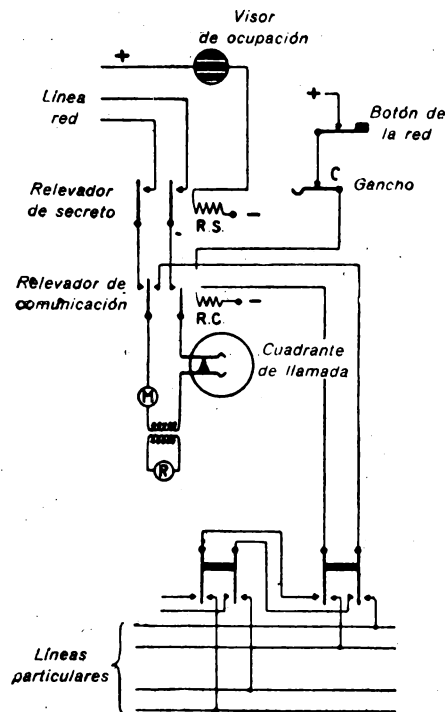 Visor
de ocupación
+
Línea
red
+
Botón de
la red
C
Gancho
Relevador
de secreto
R.S.
–
Relevador de
comunicación
R.C.
–
Cuadrante
de llamada
M
R
Líneas
particulares